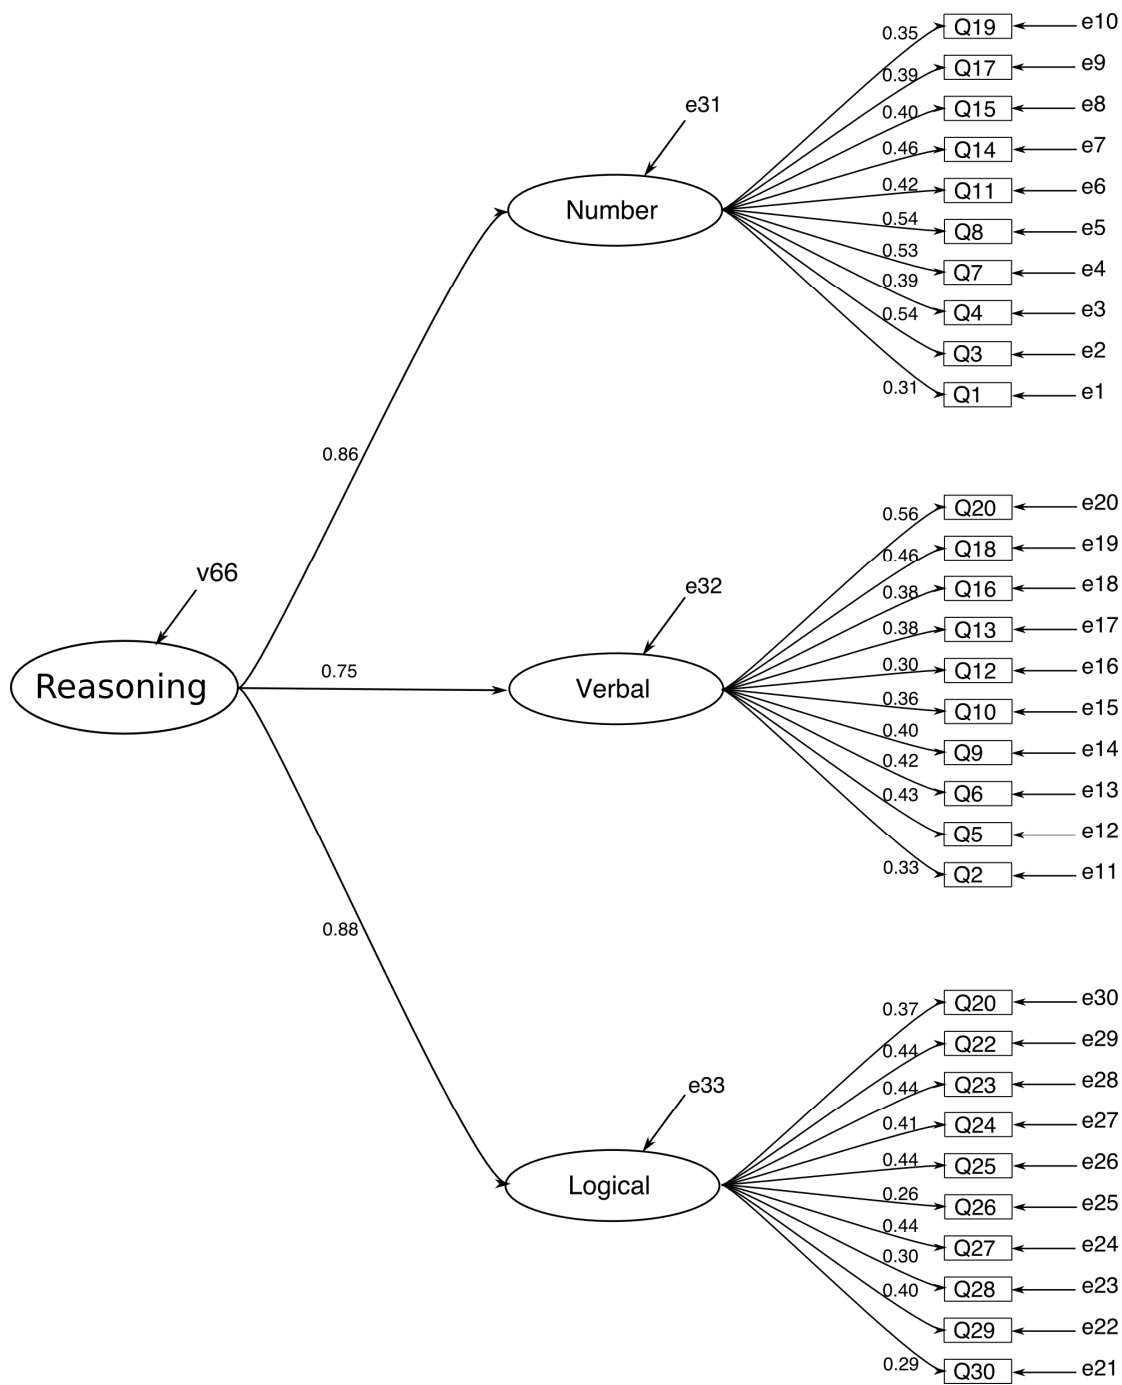 0.35 Q19 e10
0.39 Q17 e9
e31 0.40 Q15 e8
0.46 Q14 e7
Number 0.42 Q11 e6
0.54 Q8 e5
0.53 Q7 e4
0.39 Q4 e3
0.54 Q3 e2
0.31 Q1 e1
0.86
0.56 Q20 e20
0.46 Q18 e19
v66 e32 0.38 Q16 e18
0.38 Q13 e17
0.30 Q12 e16
Reasoning 0.75 Verbal 0.36 Q10 e15
0.40 Q9 e14
0.42 Q6 e13
0.43 Q5 e12
0.33 Q2 e11
0.88
0.37 Q20 e30
0.44 Q22 e29
e33 0.44 Q23 e28
0.41 Q24 e27
0.44 Q25 e26
Logical 0.26 Q26 e25
0.44 Q27 e24
0.30 Q28 e23
0.40 Q29 e22
0.29 Q30 e21